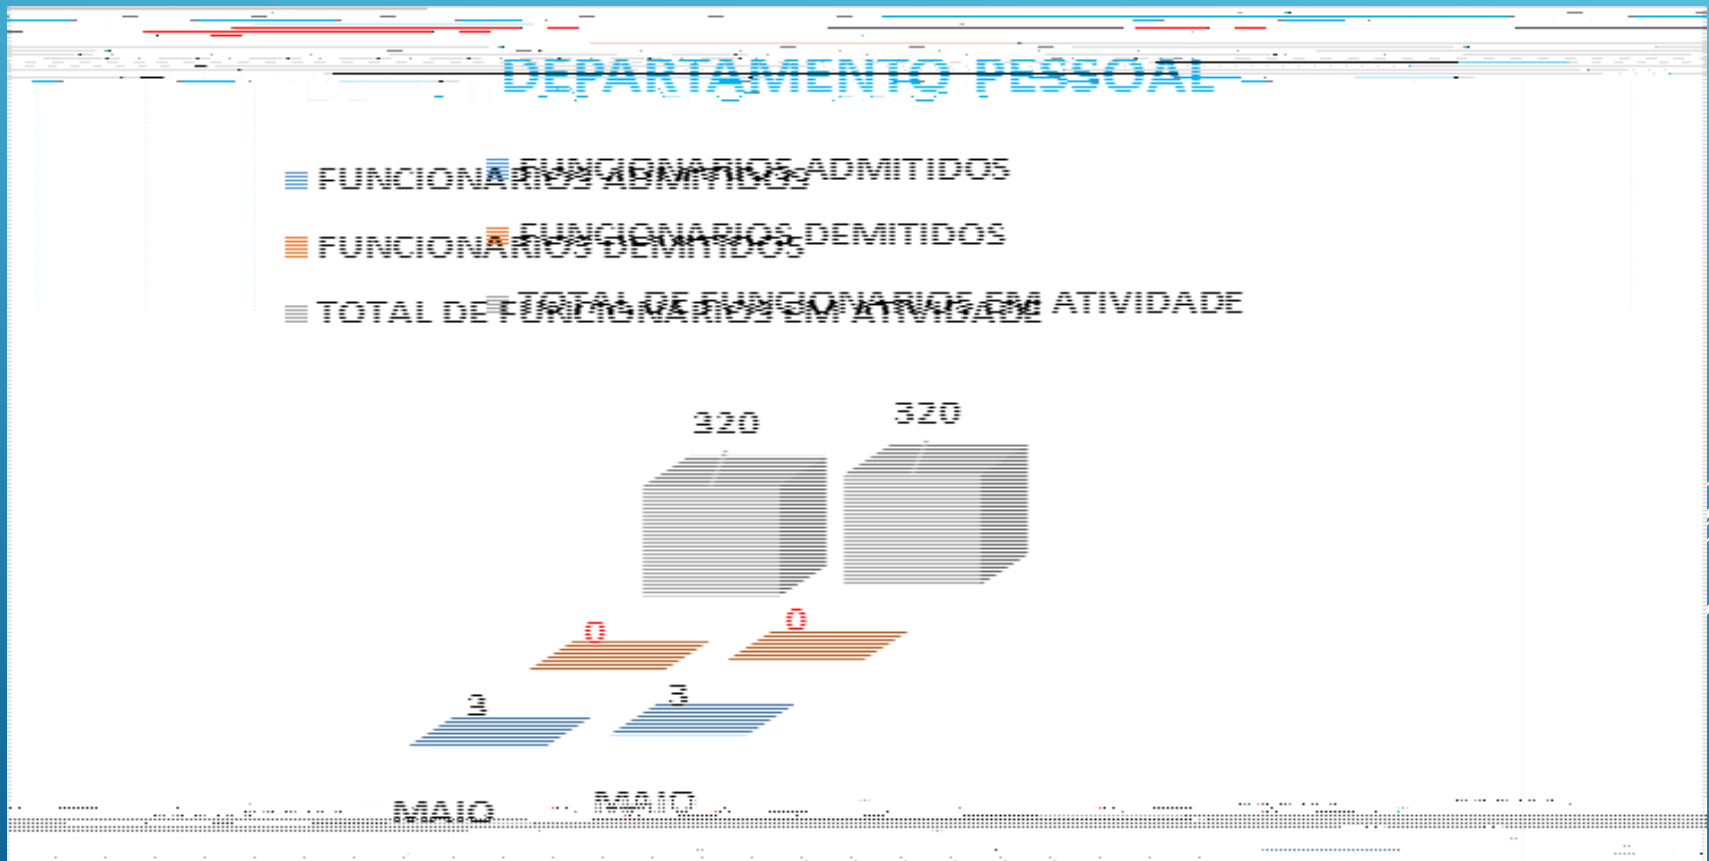 DEPARTAMENTO PESSOAL
FUNCIONARIOS ADMITIDOS
FUNCIONARIOS ADMITIDOS
FUNCIONARIOS DEMITIDOS
FUNCIONARIOS DEMITIDOS
TOTAL DE FUNCIONARIOS EM ATIVIDADE
TOTAL DE FUNCIONARIOS EM ATIVIDADE
320
320
0
0
3
3
MAIO
MAIO